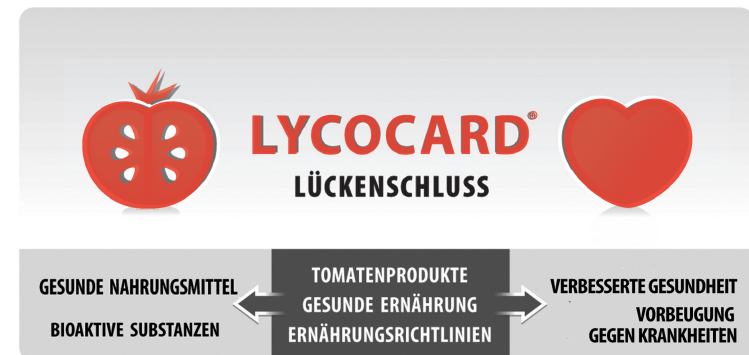 LYCOCARD®
LÜCKENSCHLUSS
GESUNDE NAHRUNGSMITTEL
BIOAKTIVE SUBSTANZEN
TOMATENPRODUKTE
GESUNDE ERNÄHRUNG
ERNÄHRUNGSRICHTLINIEN
VERBESSERTE GESUNDHEIT
VORBEUGUNG
GEGEN KRANKHEITEN